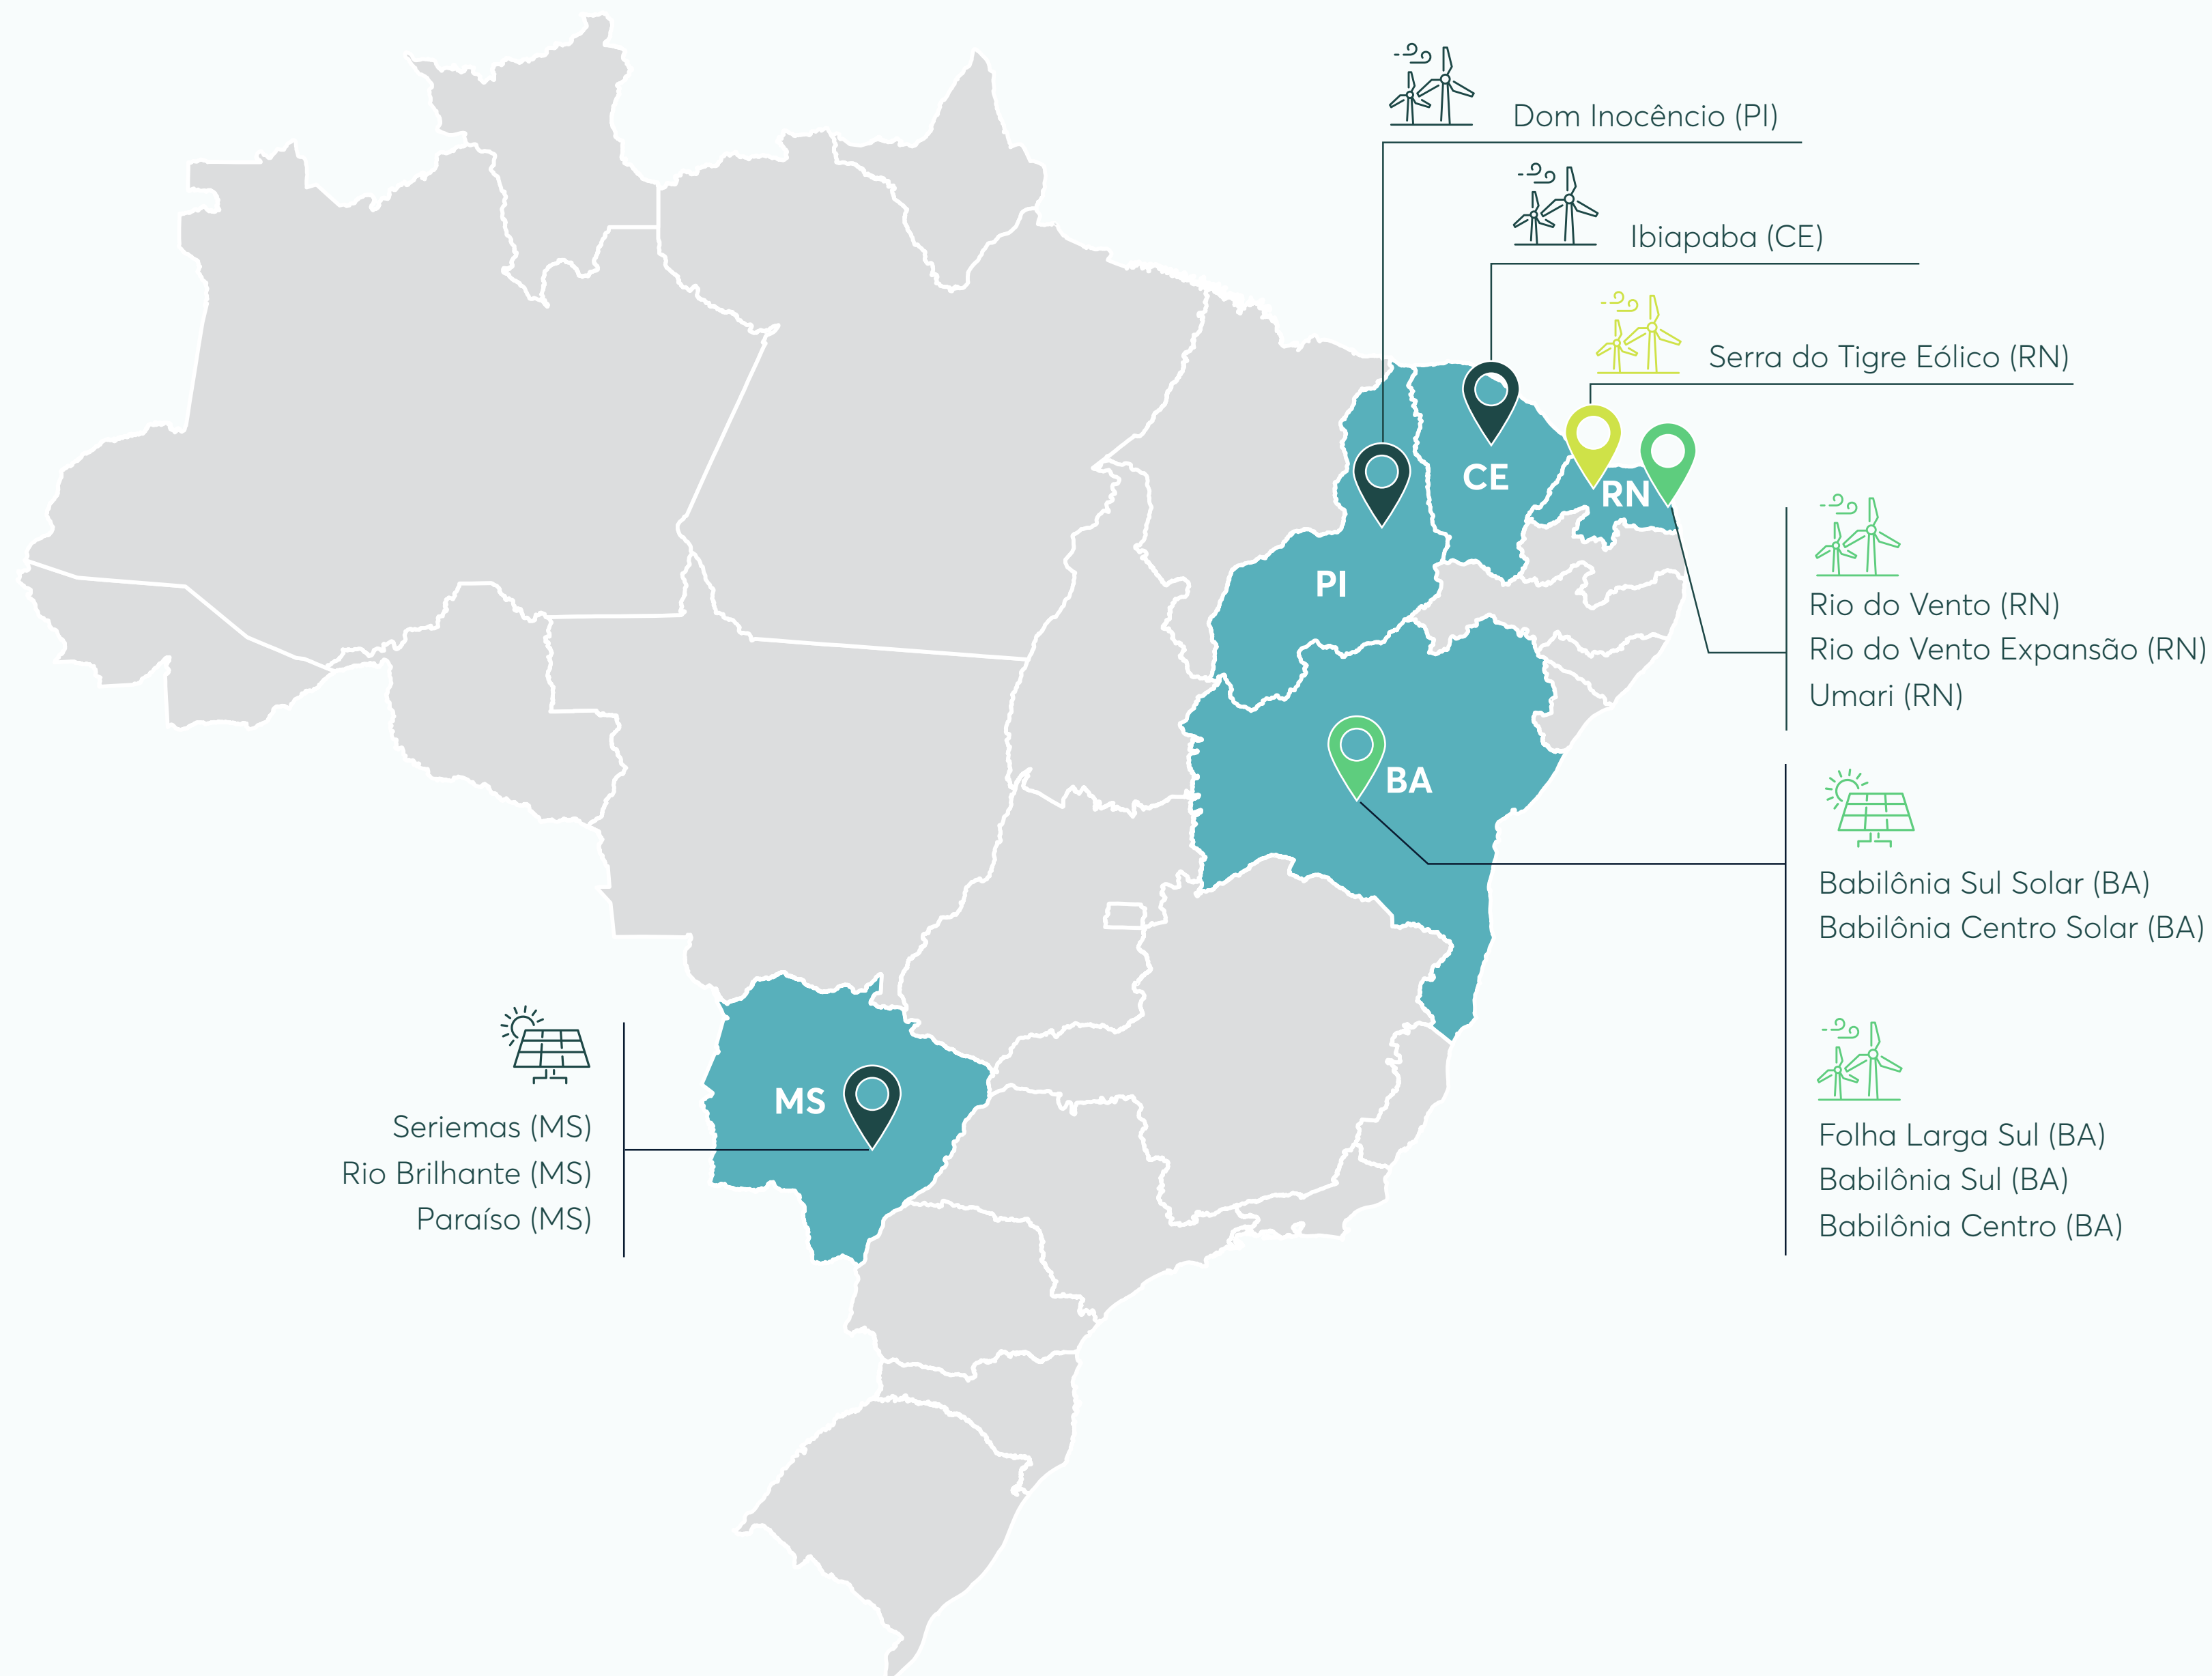 Dom Inocêncio (PI)
Ibiapaba (CE)
Serra do Tigre Eólico (RN)
CE
RN
PI
Rio do Vento (RN)
Rio do Vento Expansão (RN)
Umari (RN)
BA
Babilônia Sul Solar (BA)
Babilônia Centro Solar (BA)
MS
Seriemas (MS)
Rio Brilhante (MS)
Paraíso (MS)
Folha Larga Sul (BA)
Babilônia Sul (BA)
Babilônia Centro (BA)